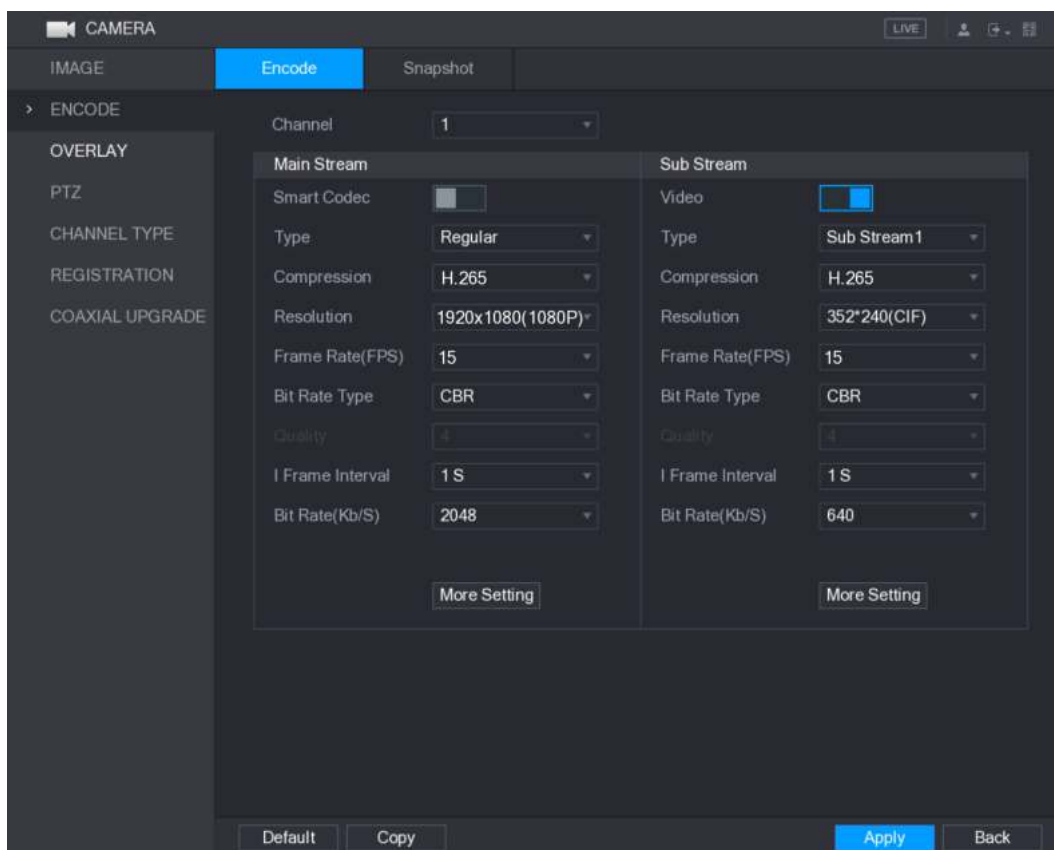 CAMERA
LIVE
IMAGE
Encode Snapshot
> ENCODE
Channel 1
OVERLAY
Main Stream Sub Stream
PTZ
Smart Codec Video
CHANNEL TYPE
Type Regular Type Sub Stream1
REGISTRATION
Compression H.265 Compression H.265
COAXIAL UPGRADE
Resolution 1920x1080(1080P) Resolution 352*240(CIF)
Frame Rate(FPS) 15 Frame Rate(FPS) 15
Bit Rate Type CBR Bit Rate Type CBR
Quality 4 Quality 4
I Frame Interval 1 S I Frame Interval 1 S
Bit Rate(Kb/S) 2048 Bit Rate(Kb/S) 640
More Setting More Setting
Default Copy Apply Back